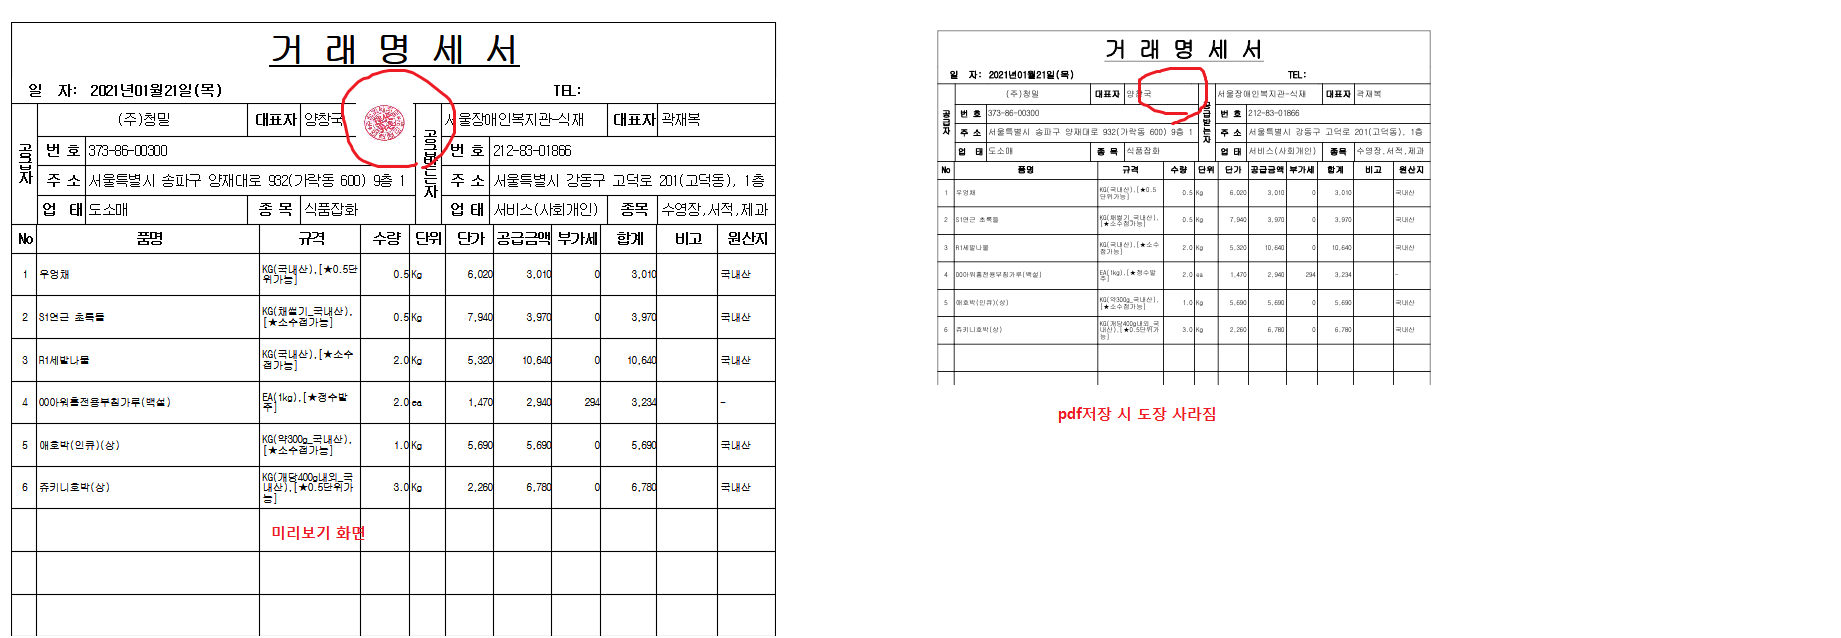 거 래 명 세 서
일 자: 2021년01월21일(목) TEL:
공급자 (주)청밀 대표자 양창국 공급받는자 서울장애인복지관-식재 대표자 곽재복
번 호 373-86-00300 번 호 212-83-01866
주 소 서울특별시 송파구 양재대로 932(가락동 600) 9층 1 주 소 서울특별시 강동구 고덕로 201(고덕동), 1층
업 태 도소매 종 목 식품잡화 업 태 서비스(사회개인) 종목 수영장,서적,제과
No 품명 규격 수량 단위 단가 공급금액 부가세 합계 비고 원산지
1 우엉채 KG(국내산),[★0.5단위가능] 0.5 Kg 6,020 3,010 0 3,010 국내산
2 S1연근 초록들 KG(채썰기_국내산),[★소수점가능] 0.5 Kg 7,940 3,970 0 3,970 국내산
3 R1세발나물 KG(국내산),[★소수점가능] 2.0 Kg 5,320 10,640 0 10,640 국내산
4 OOO아워홈전용부침가루(백설) EA(1kg),[★정수발주] 2.0 ea 1,470 2,940 294 3,234 -
5 애호박(인큐)(상) KG(약300g_국내산),[★소수점가능] 1.0 Kg 5,690 5,690 0 5,690 국내산
6 쥬키니호박(상) KG(개당400g내외_국내산),[★0.5단위가능] 3.0 Kg 2,260 6,780 0 6,780 국내산
미리보기 화면
거 래 명 세 서
일 자: 2021년01월21일(목) TEL:
공급자 (주)청밀 대표자 양창국 공급받는자 서울장애인복지관-식재 대표자 곽재복
번 호 373-86-00300 번 호 212-83-01866
주 소 서울특별시 송파구 양재대로 932(가락동 600) 9층 1 주 소 서울특별시 강동구 고덕로 201(고덕동), 1층
업 태 도소매 종 목 식품잡화 업 태 서비스(사회개인) 종목 수영장,서적,제과
No 품명 규격 수량 단위 단가 공급금액 부가세 합계 비고 원산지
1 우엉채 KG(국내산),[★0.5단위가능] 0.5 Kg 6,020 3,010 0 3,010 국내산
2 S1연근 초록들 KG(채썰기_국내산),[★소수점가능] 0.5 Kg 7,940 3,970 0 3,970 국내산
3 R1세발나물 KG(국내산),[★소수점가능] 2.0 Kg 5,320 10,640 0 10,640 국내산
4 OOO아워홈전용부침가루(백설) EA(1kg),[★정수발주] 2.0 ea 1,470 2,940 294 3,234 -
5 애호박(인큐)(상) KG(약300g_국내산),[★소수점가능] 1.0 Kg 5,690 5,690 0 5,690 국내산
6 쥬키니호박(상) KG(개당400g내외_국내산),[★0.5단위가능] 3.0 Kg 2,260 6,780 0 6,780 국내산
pdf저장 시 도장 사라짐